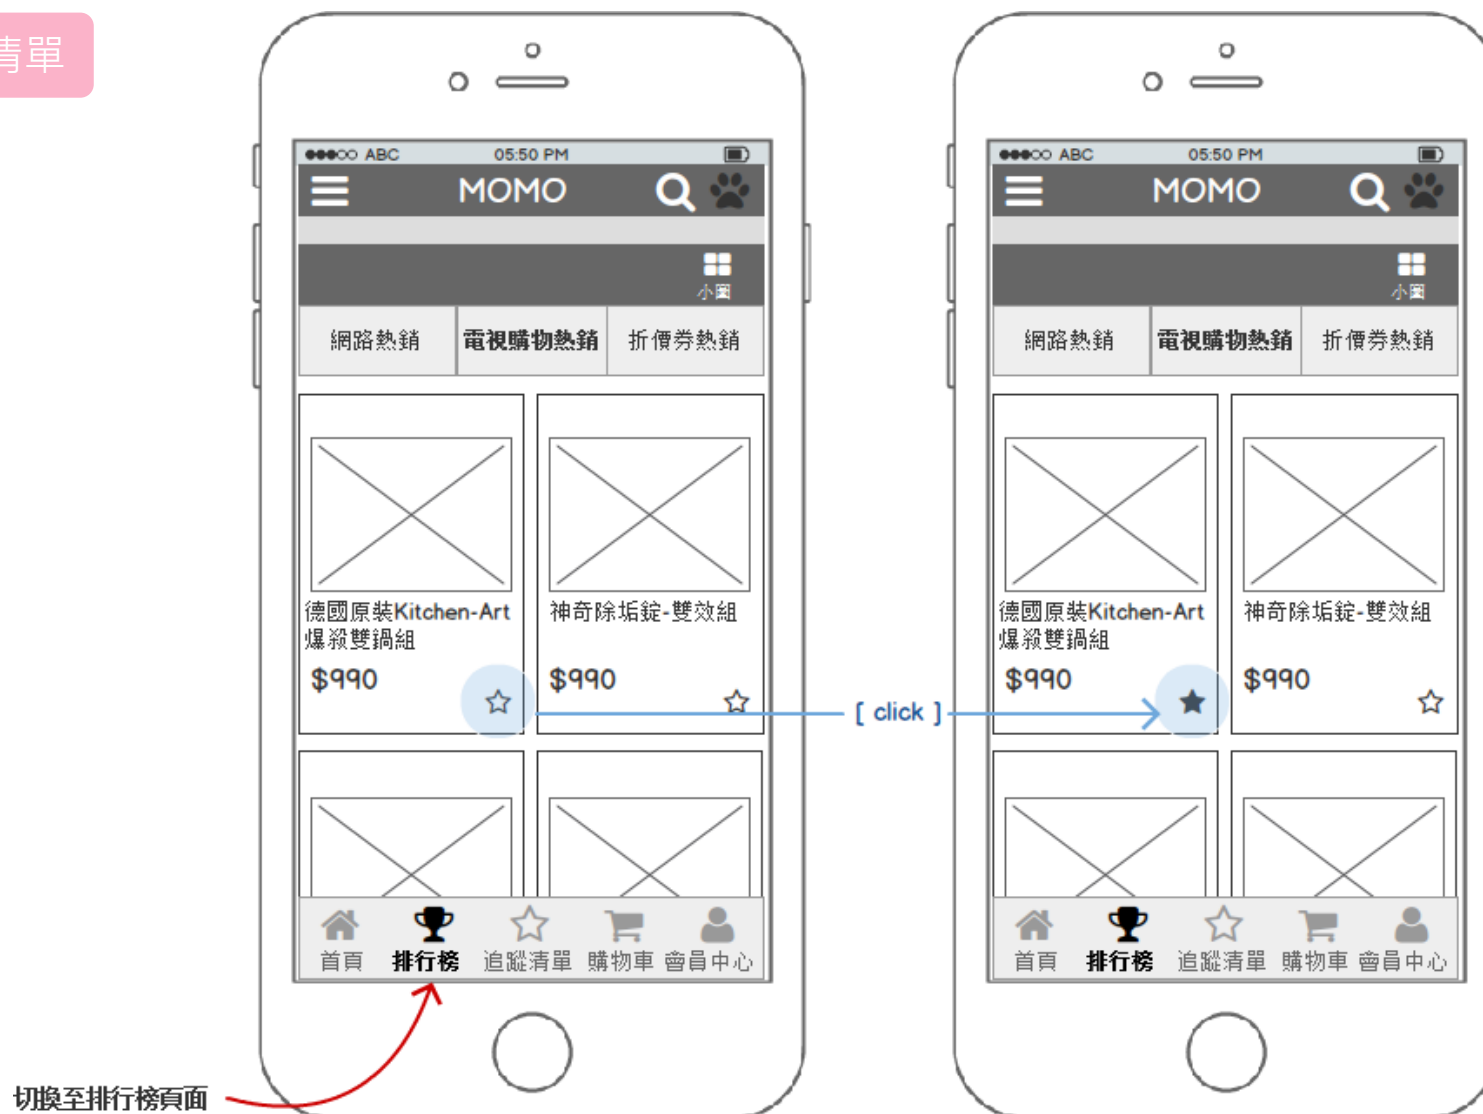 清單
ABC 05:50 PM
MOMO
小圖
網路熱銷 電視購物熱銷 折價券熱銷
德國原裝Kitchen-Art
爆殺雙鍋組
$990
神奇除垢錠-雙效組
$990
首頁 排行榜 追蹤清單 購物車 會員中心
[ click ]
ABC 05:50 PM
MOMO
小圖
網路熱銷 電視購物熱銷 折價券熱銷
德國原裝Kitchen-Art
爆殺雙鍋組
$990
神奇除垢錠-雙效組
$990
首頁 排行榜 追蹤清單 購物車 會員中心
切換至排行榜頁面